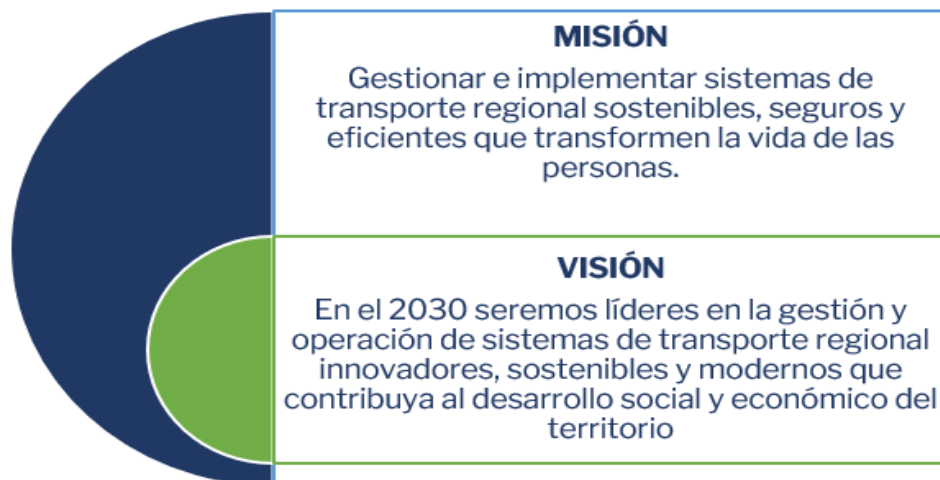 MISIÓN
Gestionar e implementar sistemas de
transporte regional sostenibles, seguros y
eficientes que transformen la vida de las
personas.
VISIÓN
En el 2030 seremos líderes en la gestión y
operación de sistemas de transporte regional
innovadores, sostenibles y modernos que
contribuya al desarrollo social y económico del
territorio